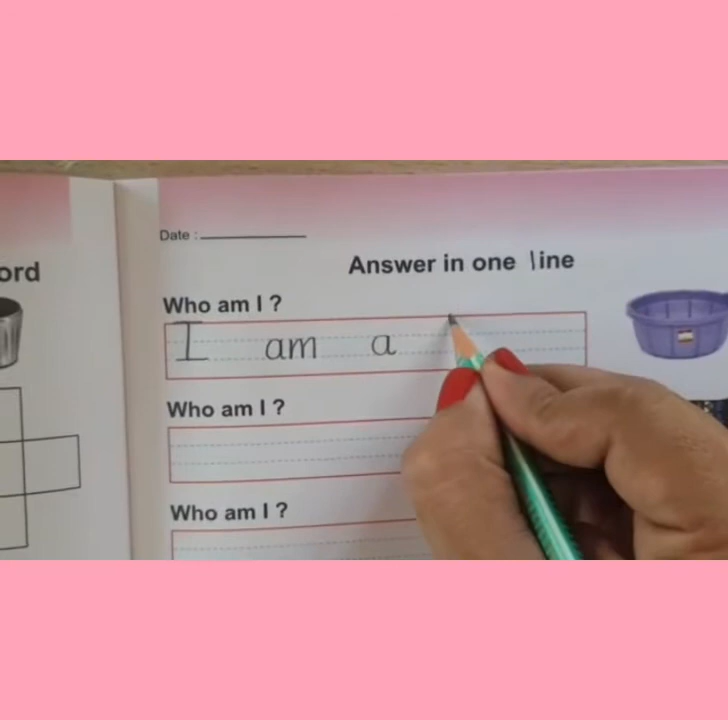 ord
Date :
Answer in one line
Who am I ?
I am a
Who am I ?
Who am I ?